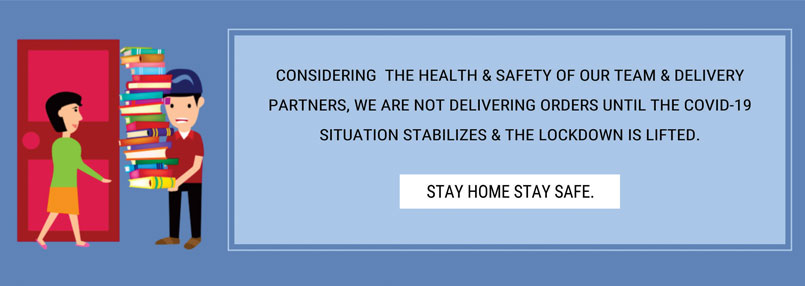 CONSIDERING THE HEALTH & SAFETY OF OUR TEAM & DELIVERY
PARTNERS, WE ARE NOT DELIVERING ORDERS UNTIL THE COVID-19
SITUATION STABILIZES & THE LOCKDOWN IS LIFTED.
STAY HOME STAY SAFE.